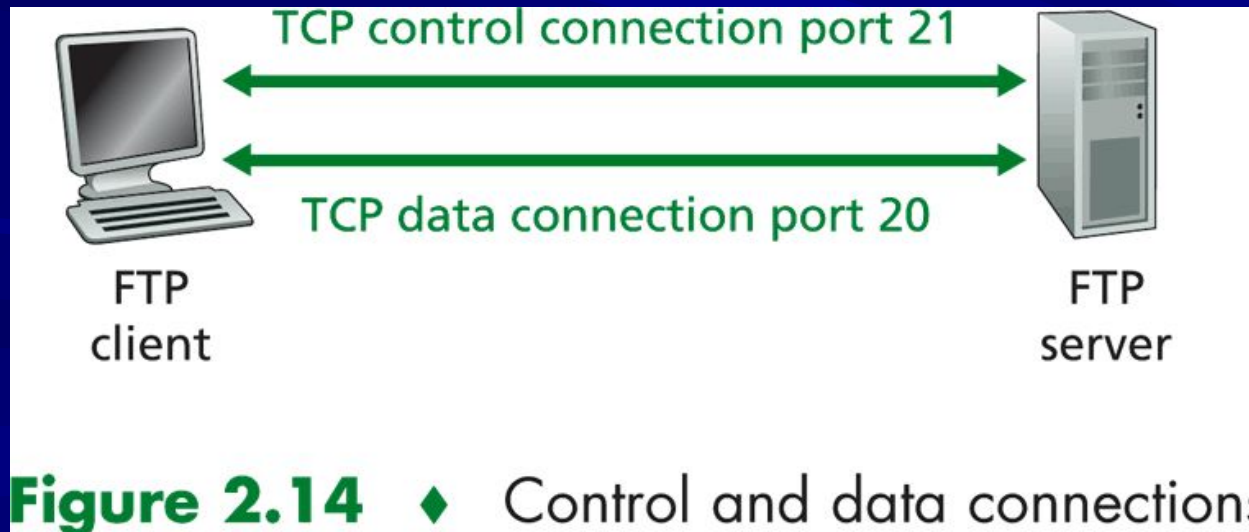 TCP control connection port 21
TCP data connection port 20
FTP
client
FTP
server
Figure 2.14 ♦ Control and data connections